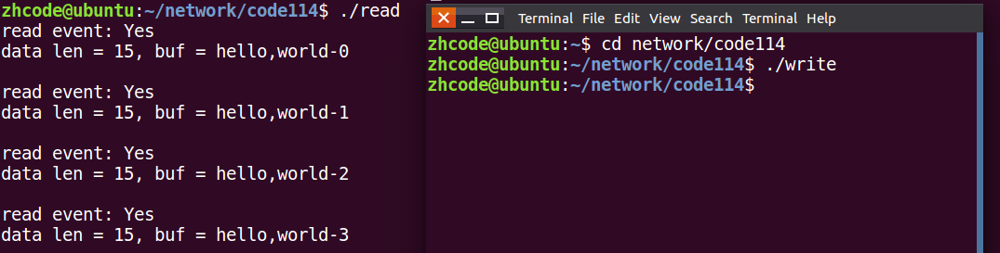 zhcode@ubuntu:~/network/code114$ ./read
read event: Yes
data len = 15, buf = hello,world-0
read event: Yes
data len = 15, buf = hello,world-1
read event: Yes
data len = 15, buf = hello,world-2
read event: Yes
data len = 15, buf = hello,world-3
Terminal File Edit View Search Terminal Help
zhcode@ubuntu:~$ cd network/code114
zhcode@ubuntu:~/network/code114$ ./write
zhcode@ubuntu:~/network/code114$